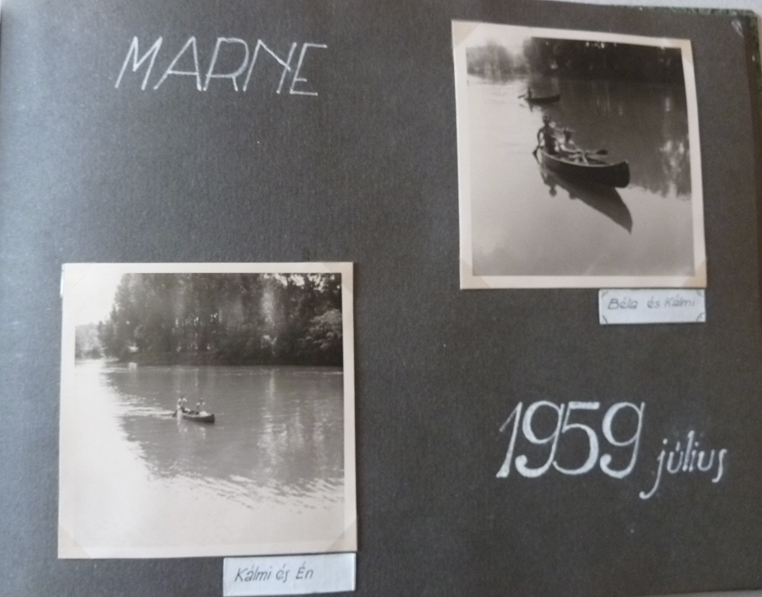 MARNE
Béla és Kálmi
1959 július
Kálmi és Én